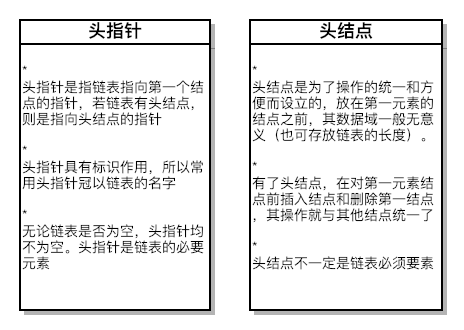 头指针
*
头指针是指链表指向第一个结
点的指针，若链表有头结点，
则是指向头结点的指针
*
头指针具有标识作用，所以常
用头指针冠以链表的名字
*
无论链表是否为空，头指针均
不为空。头指针是链表的必要
元素
头结点
*
头结点是为了操作的统一和方
便而设立的，放在第一元素的
结点之前，其数据域一般无意
义（也可存放链表的长度）。
*
有了头结点，在对第一元素结
点前插入结点和删除第一结点
，其操作就与其他结点统一了
*
头结点不一定是链表必须要素